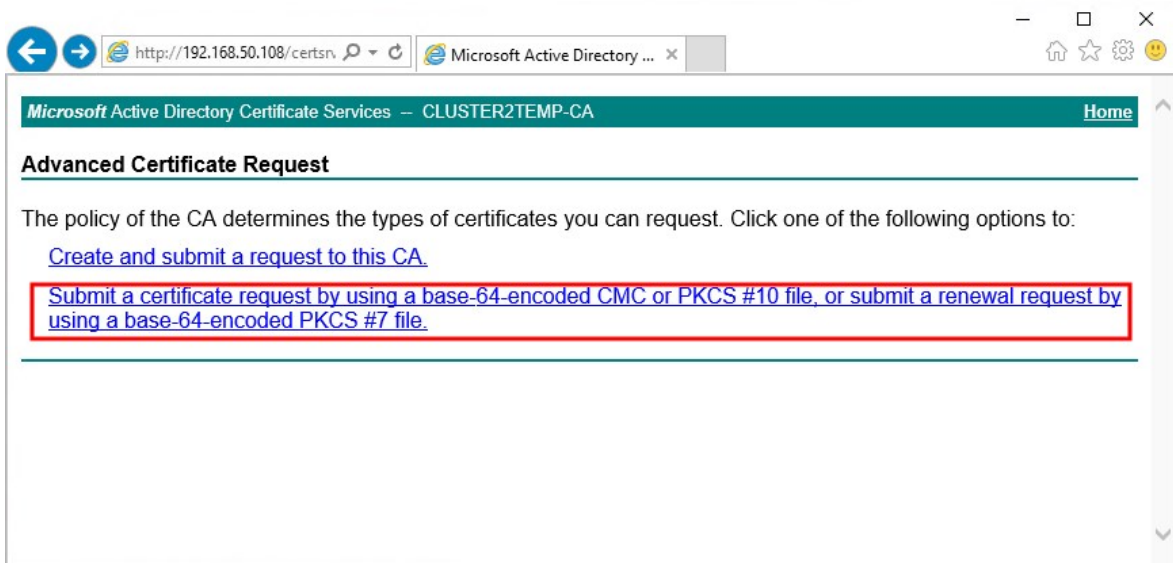 http://192.168.50.108/certsrv
Microsoft Active Directory ...
Microsoft Active Directory Certificate Services -- CLUSTER2TEMP-CA
Home
Advanced Certificate Request
The policy of the CA determines the types of certificates you can request. Click one of the following options to:
Create and submit a request to this CA.
Submit a certificate request by using a base-64-encoded CMC or PKCS #10 file, or submit a renewal request by
using a base-64-encoded PKCS #7 file.